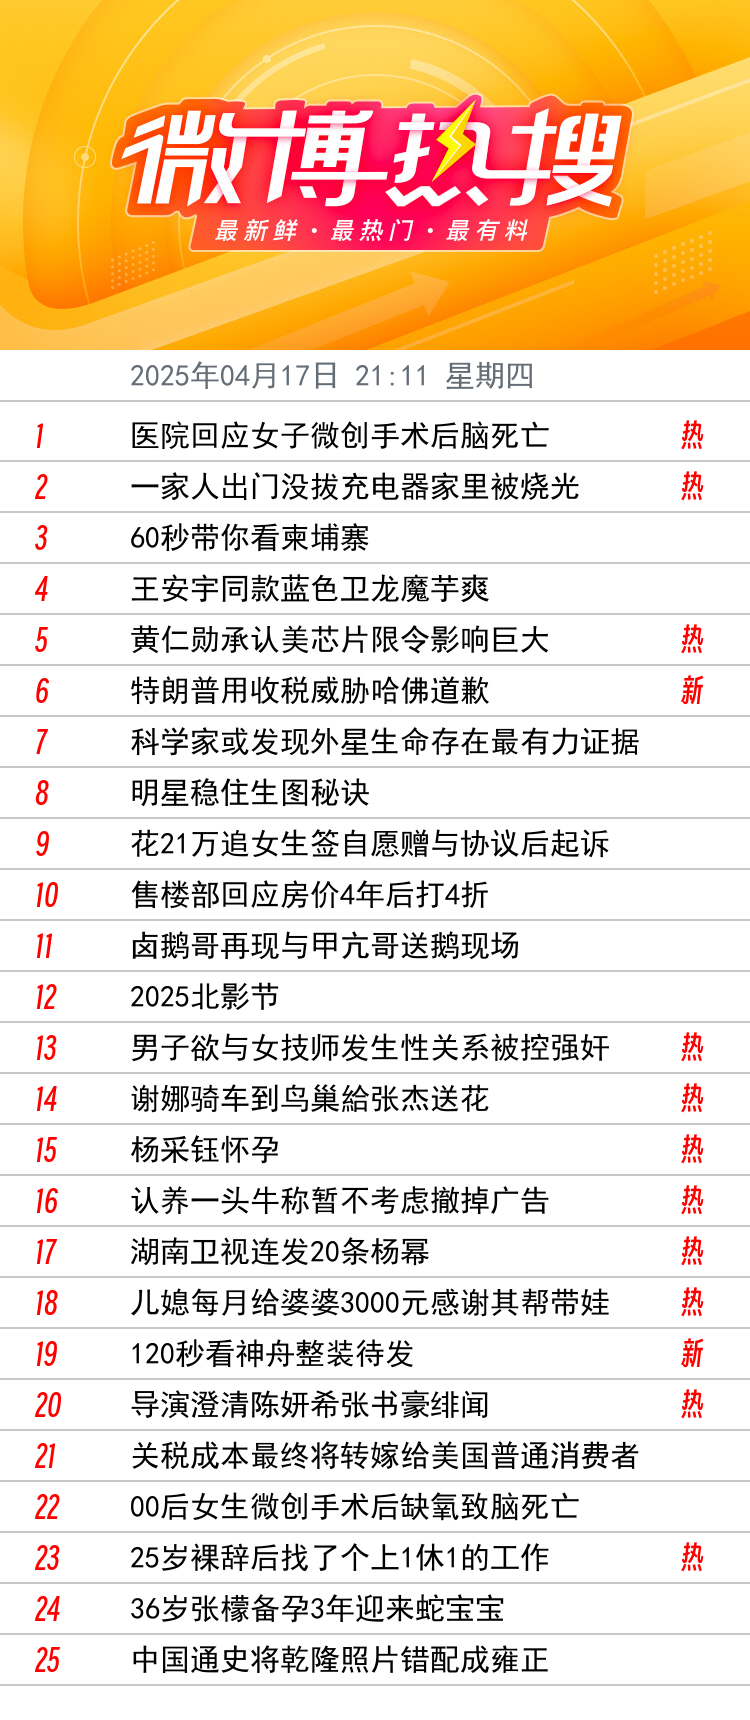 微博热搜
最新鲜·最热门·最有料
2025年04月17日 21:11 星期四
1 医院回应女子微创手术后脑死亡 热
2 一家人出门没拔充电器家里被烧光 热
3 60秒带你看柬埔寨
4 王安宇同款蓝色卫龙魔芋爽
5 黄仁勋承认美芯片限令影响巨大 热
6 特朗普用收税威胁哈佛道歉 新
7 科学家或发现外星生命存在最有力证据
8 明星稳住生图秘诀
9 花21万追女生签自愿赠与协议后起诉
10 售楼部回应房价4年后打4折
11 卤鹅哥再现与甲亢哥送鹅现场
12 2025北影节
13 男子欲与女技师发生性关系被控强奸 热
14 谢娜骑车到鸟巢給张杰送花 热
15 杨采钰怀孕 热
16 认养一头牛称暂不考虑撤掉广告 热
17 湖南卫视连发20条杨幂 热
18 儿媳每月给婆婆3000元感谢其帮带娃 热
19 120秒看神舟整装待发 新
20 导演澄清陈妍希张书豪绯闻 热
21 关税成本最终将转嫁给美国普通消费者
22 00后女生微创手术后缺氧致脑死亡
23 25岁裸辞后找了个上1休1的工作 热
24 36岁张檬备孕3年迎来蛇宝宝
25 中国通史将乾隆照片错配成雍正